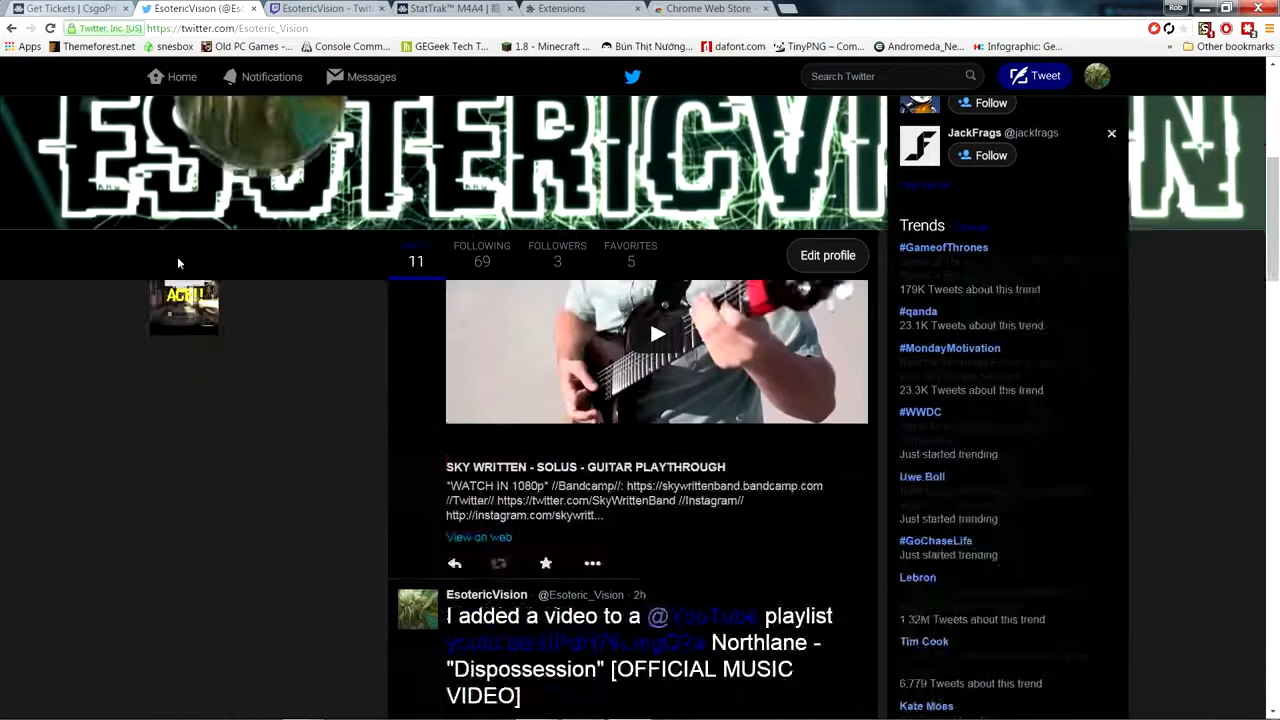 Get Tickets | CsgoPr
EsotericVision (@Es
EsotericVision - Twit
StatTrak™ M4A4 |
Extensions
Chrome Web Store -
Rob
Twitter, Inc. [US]
https://twitter.com/Esoteric_Vision
Apps
Themeforest.net
snesbox
Old PC Games -...
Console Comm...
GEGeek Tech T...
1.8 - Minecraft ...
Bún Thịt Nướng...
dafont.com
TinyPNG – Com...
Andromeda_Ne...
Infographic: Ge...
»
Other bookmarks
Home
Notifications
Messages
Search Twitter
Tweet
ESOTERICVISION
Follow
JackFrags @jackfrags
Follow
Trends
#GameofThrones
179K Tweets about this trend
#qanda
23.1K Tweets about this trend
#MondayMotivation
23.3K Tweets about this trend
#WWDC
Just started trending
Uwe Boll
Just started trending
#GoChaseLife
Just started trending
Lebron
1.32M Tweets about this trend
Tim Cook
6,779 Tweets about this trend
Kate Moss
FOLLOWING
FOLLOWERS
FAVORITES
11
69
3
5
Edit profile
SKY WRITTEN - SOLUS - GUITAR PLAYTHROUGH
"WATCH IN 1080p" //Bandcamp//: https://skywrittenband.bandcamp.com
//Twitter// https://twitter.com/SkyWrittenBand //Instagram//
http://instagram.com/skywritt...
View on web
EsotericVision @Esoteric_Vision · 2h
I added a video to a @YouTube playlist
Northlane -
"Dispossession" [OFFICIAL MUSIC
VIDEO]